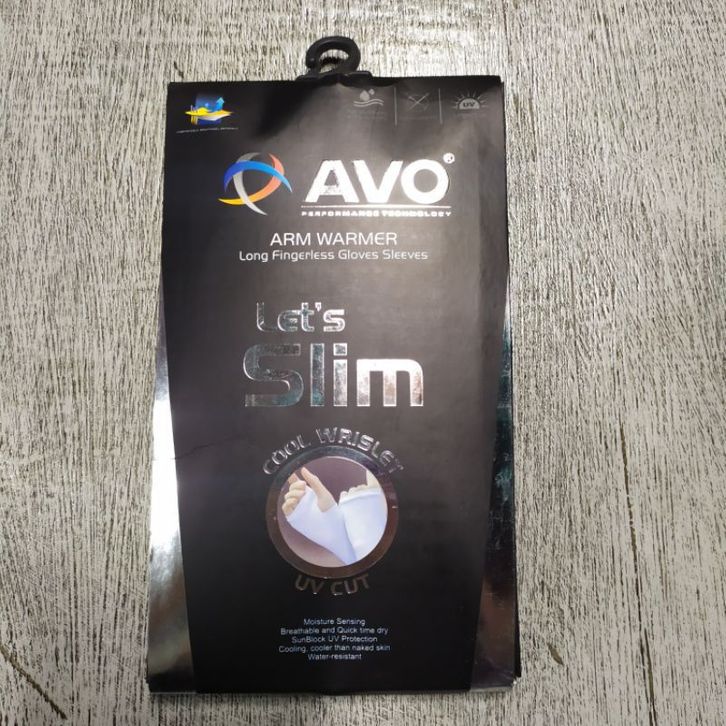 UV
AVO
PERFORMANCE TECHNOLOGY
ARM WARMER
Long Fingerless Gloves Sleeves
Let's
Slim
COOL WRISLET
UV CUT
Moisture Sensing
Breathable and Quick time dry
SunBlock UV Protection
Cooling, cooler than naked skin
Water-resistant